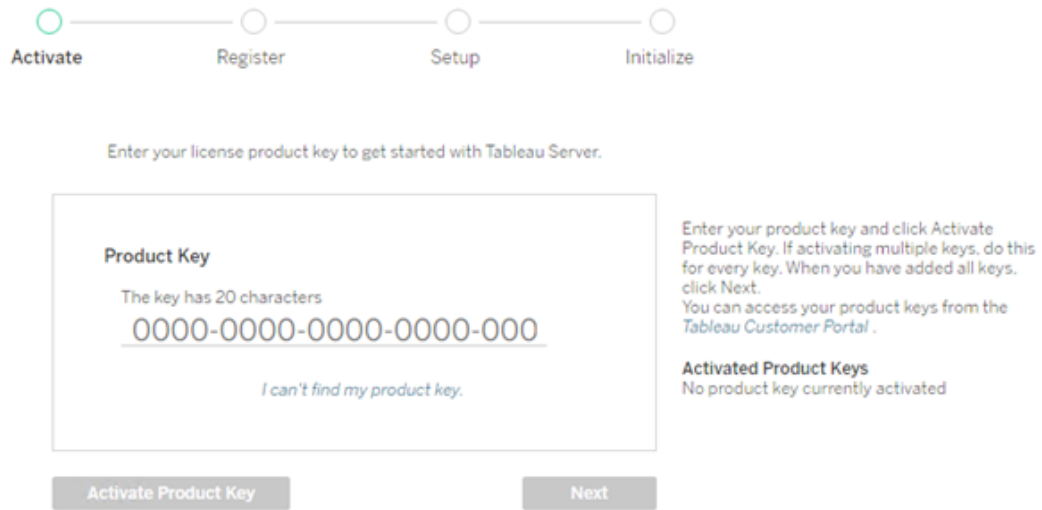 Activate Register Setup Initialize
Enter your license product key to get started with Tableau Server.
Product Key
The key has 20 characters
0000-0000-0000-0000-000
I can't find my product key.
Enter your product key and click Activate
Product Key. If activating multiple keys, do this
for every key. When you have added all keys,
click Next.
You can access your product keys from the
Tableau Customer Portal .
Activated Product Keys
No product key currently activated
Activate Product Key Next